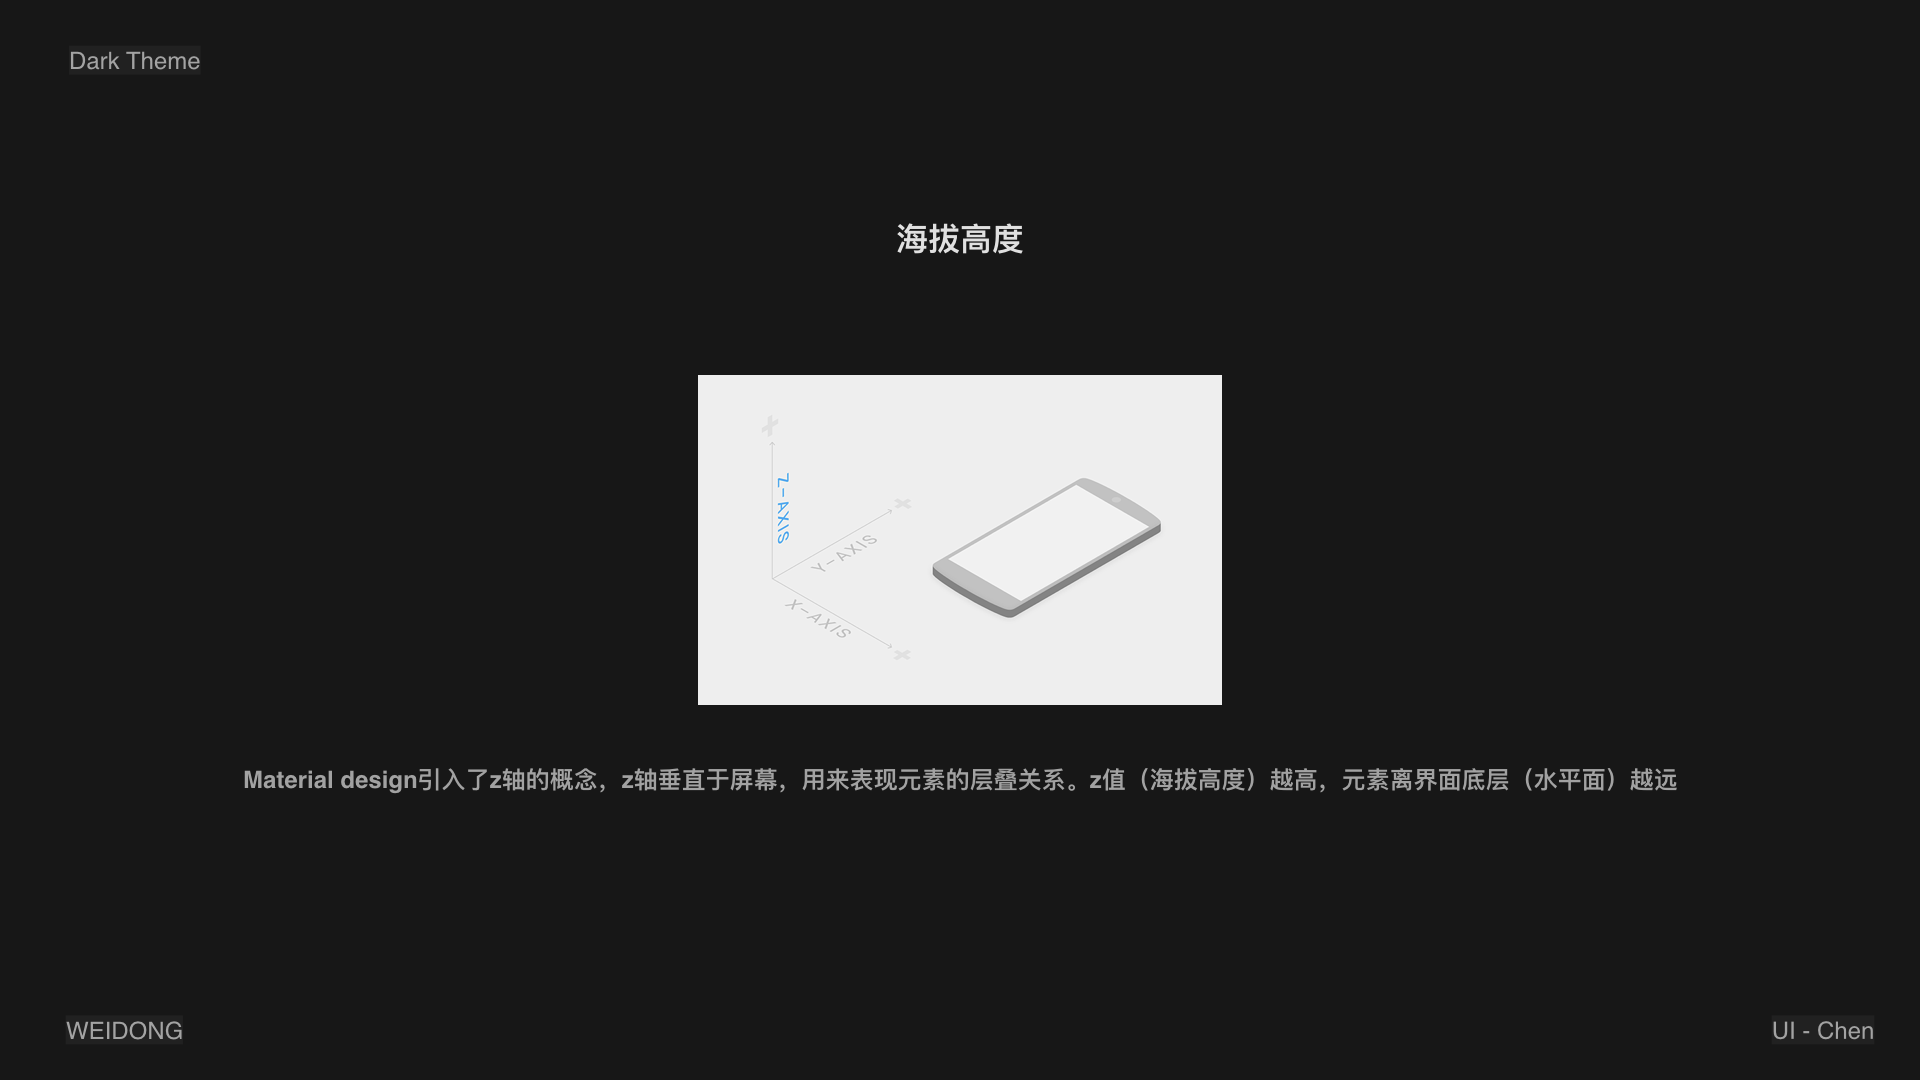 Dark Theme
海拔高度
Z-AXIS
Y-AXIS
X-AXIS
Material design引入了z轴的概念，z轴垂直于屏幕，用来表现元素的层叠关系。z值（海拔高度）越高，元素离界面底层（水平面）越远
WEIDONG
UI - Chen